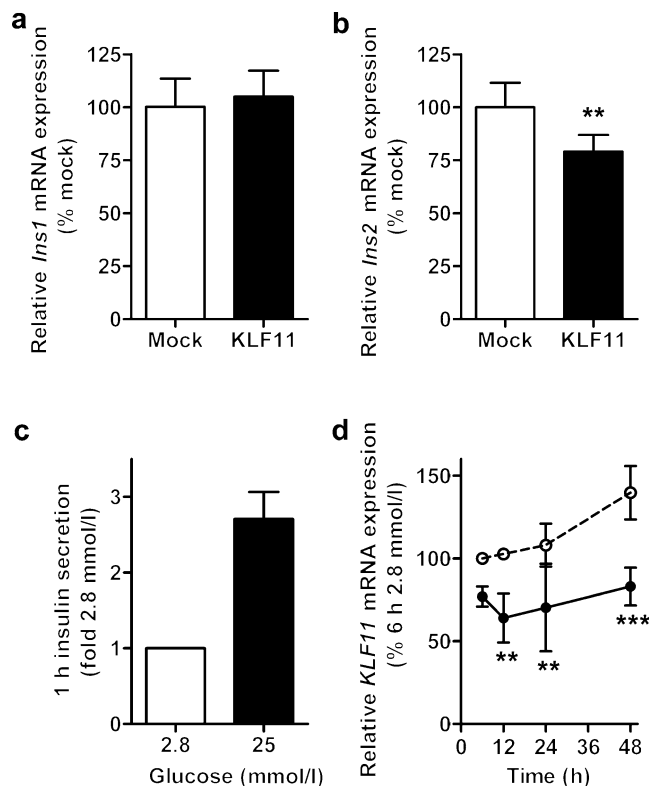 a
Relative Ins1 mRNA expression
(% mock)
125
100
75
50
25
0
Mock KLF11
b
Relative Ins2 mRNA expression
(% mock)
125
100
75
50
25
0
**
Mock KLF11
c
1 h insulin secretion
(fold 2.8 mmol/l)
3
2
1
0
2.8 25
Glucose (mmol/l)
d
Relative KLF11 mRNA expression
(% 6 h 2.8 mmol/l)
150
100
50
0
** ** ***
0 12 24 36 48
Time (h)